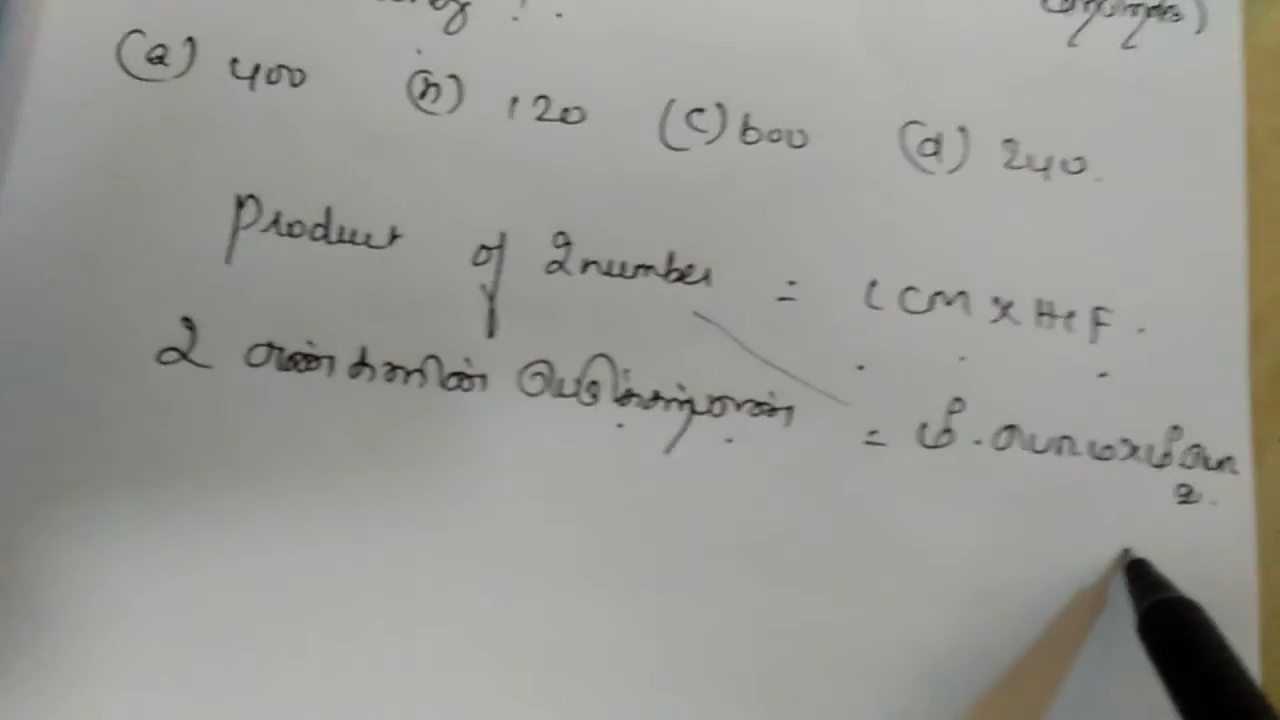 (a) 400 (b) 120 (c) 600 (d) 240.
Product of 2 number = LCM x HCF.
2 எண்களின் பெருக்கற்பலன் = மீ.பொ.ம x மீ.பொ.வ.